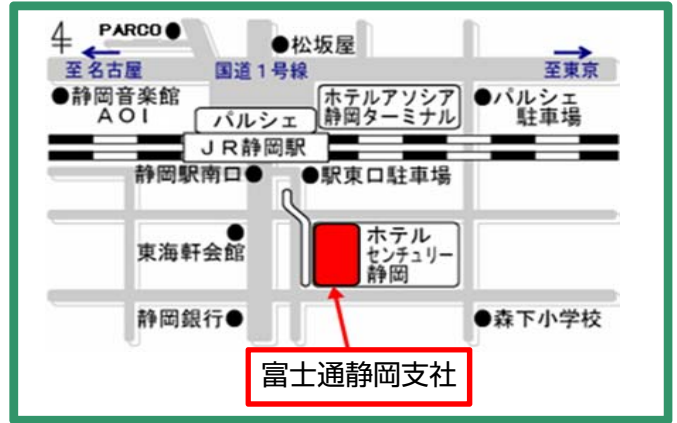 PARCO●
●松坂屋
至名古屋
国道1号線
至東京
●静岡音楽館
AOI
パルシェ
ホテルアソシア
静岡ターミナル
●パルシェ
駐車場
JR静岡駅
静岡駅南口●
●駅東口駐車場
東海軒会館
ホテル
センチュリー
静岡
静岡銀行●
●森下小学校
富士通静岡支社